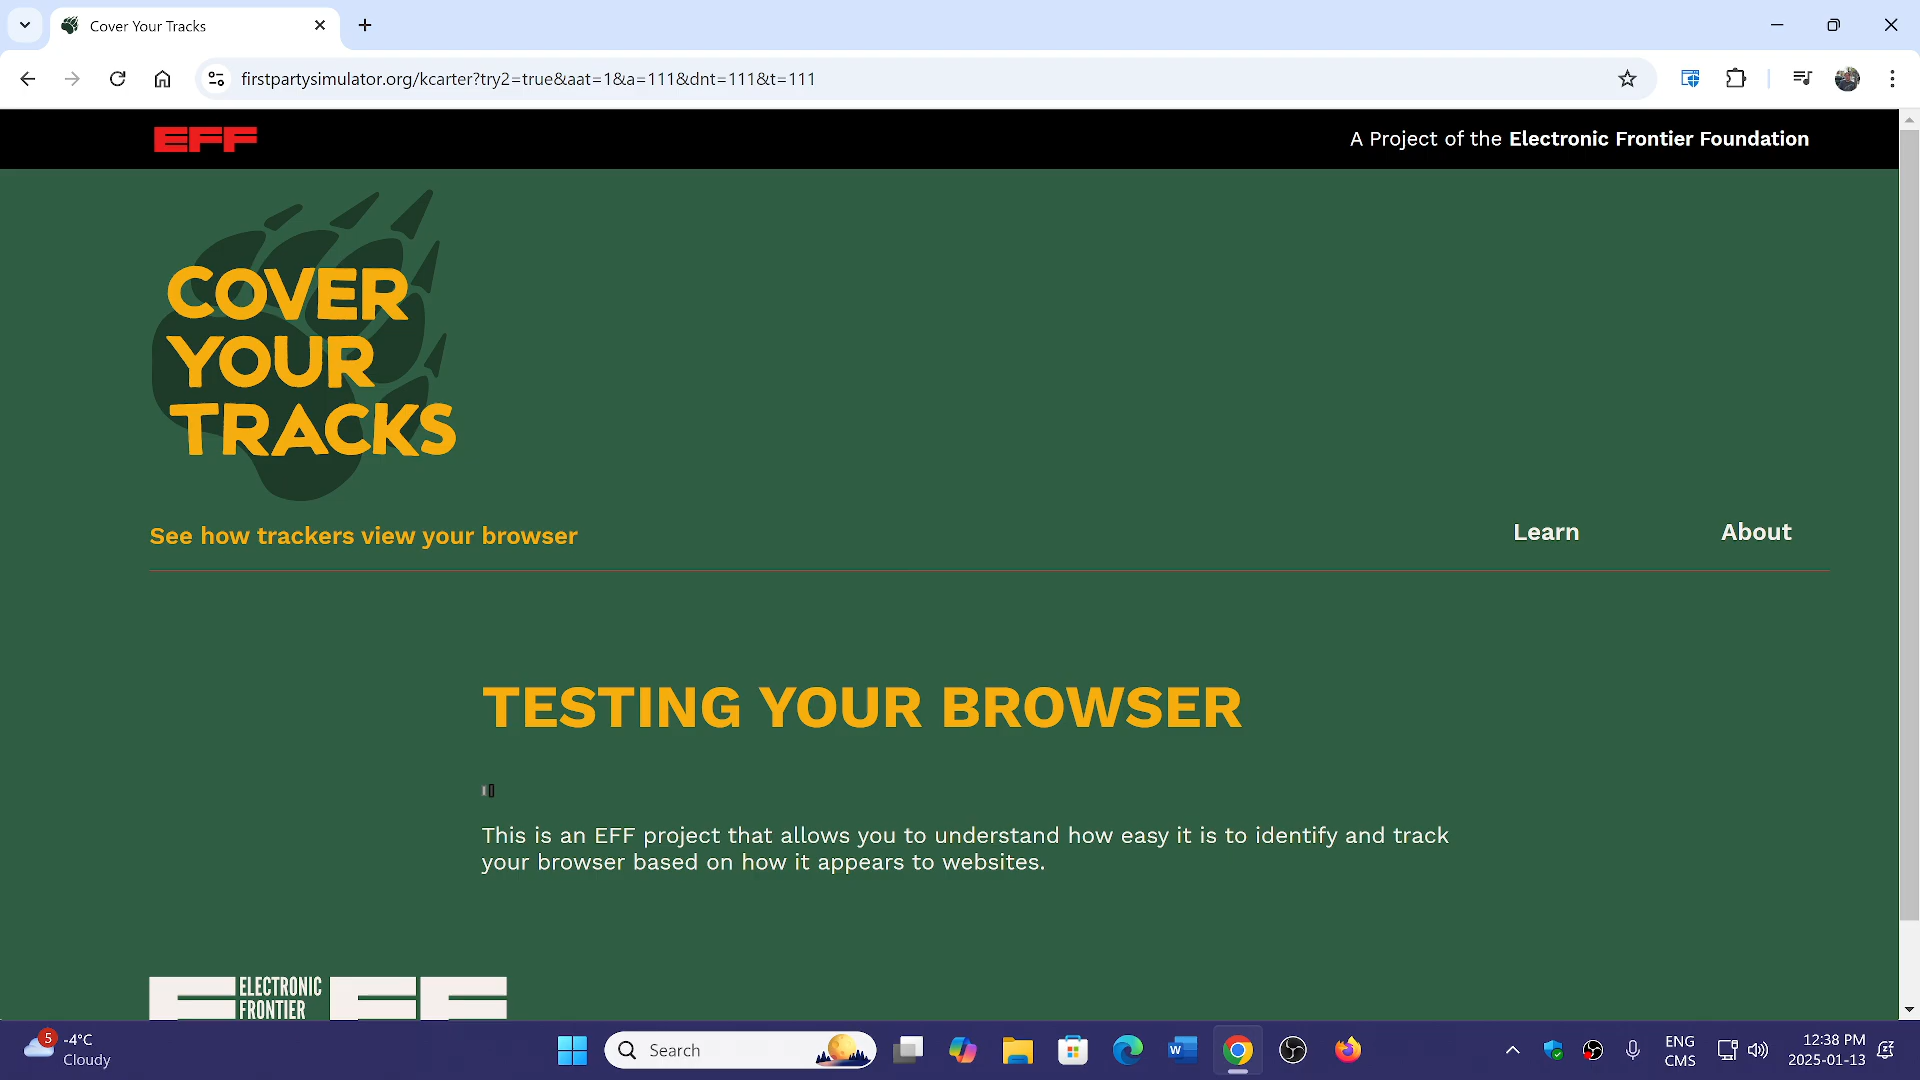 Cover Your Tracks
firstpartysimulator.org/kcarter?try2=true&aat=1&a=111&dnt=111&t=111
EFF
A Project of the Electronic Frontier Foundation
COVER
YOUR
TRACKS
See how trackers view your browser
Learn
About
TESTING YOUR BROWSER
This is an EFF project that allows you to understand how easy it is to identify and track
your browser based on how it appears to websites.
ELECTRONIC
FRONTIER
5
-4°C
Cloudy
Search
ENG
CMS
12:38 PM
2025-01-13